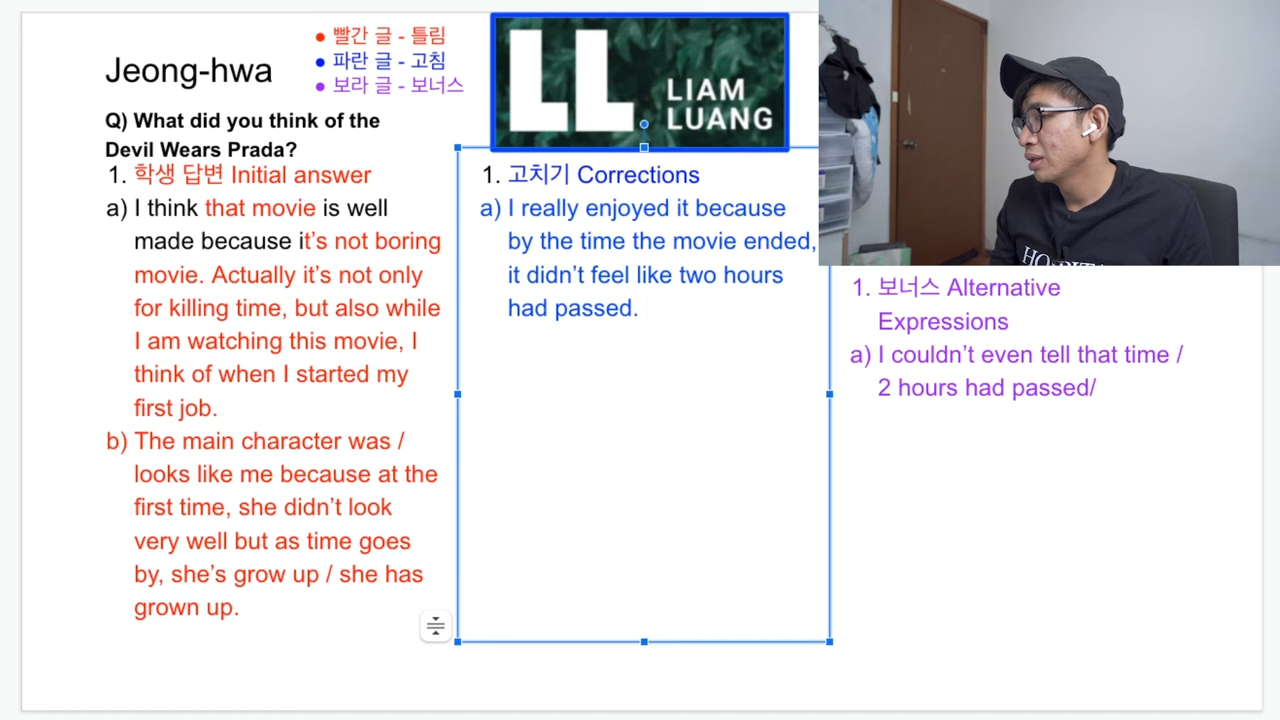 Jeong-hwa
● 빨간 글 - 틀림
● 파란 글 - 고침
● 보라 글 - 보너스
Q) What did you think of the
Devil Wears Prada?
1. 학생 답변 Initial answer
a) I think that movie is well
made because it's not boring
movie. Actually it's not only
for killing time, but also while
I am watching this movie, I
think of when I started my
first job.
b) The main character was /
looks like me because at the
first time, she didn't look
very well but as time goes
by, she's grow up / she has
grown up.
LL
LIAM
LUANG
1. 고치기 Corrections
a) I really enjoyed it because
by the time the movie ended,
it didn't feel like two hours
had passed.
1. 보너스 Alternative
Expressions
a) I couldn't even tell that time /
2 hours had passed/